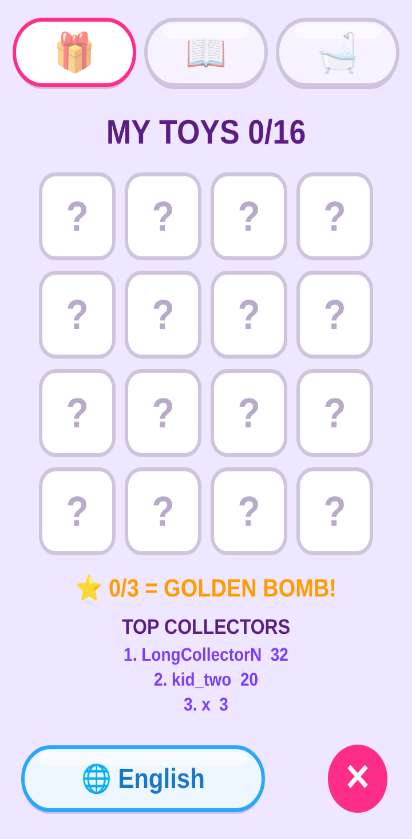 MY TOYS 0/16
? ? ? ?
? ? ? ?
? ? ? ?
? ? ? ?
⭐ 0/3 = GOLDEN BOMB!
TOP COLLECTORS
1. LongCollectorN 32
2. kid_two 20
3. x 3
🌐 English ✕